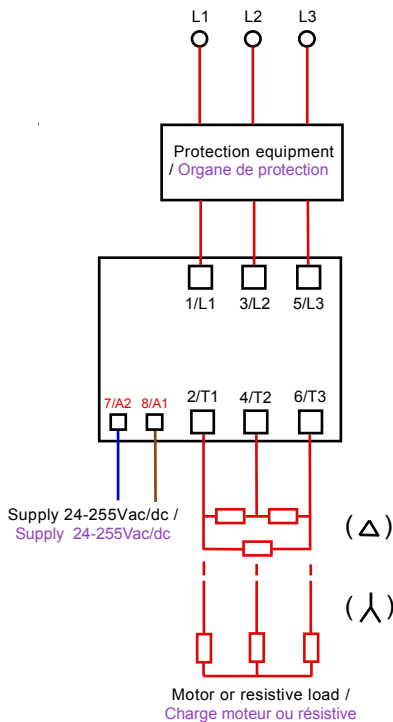 L1 L2 L3
Protection equipment
/ Organe de protection
1/L1 3/L2 5/L3
7/A2 8/A1 2/T1 4/T2 6/T3
Supply 24-255Vac/dc /
Supply 24-255Vac/dc
(△)
(⅄)
Motor or resistive load /
Charge moteur ou résistive